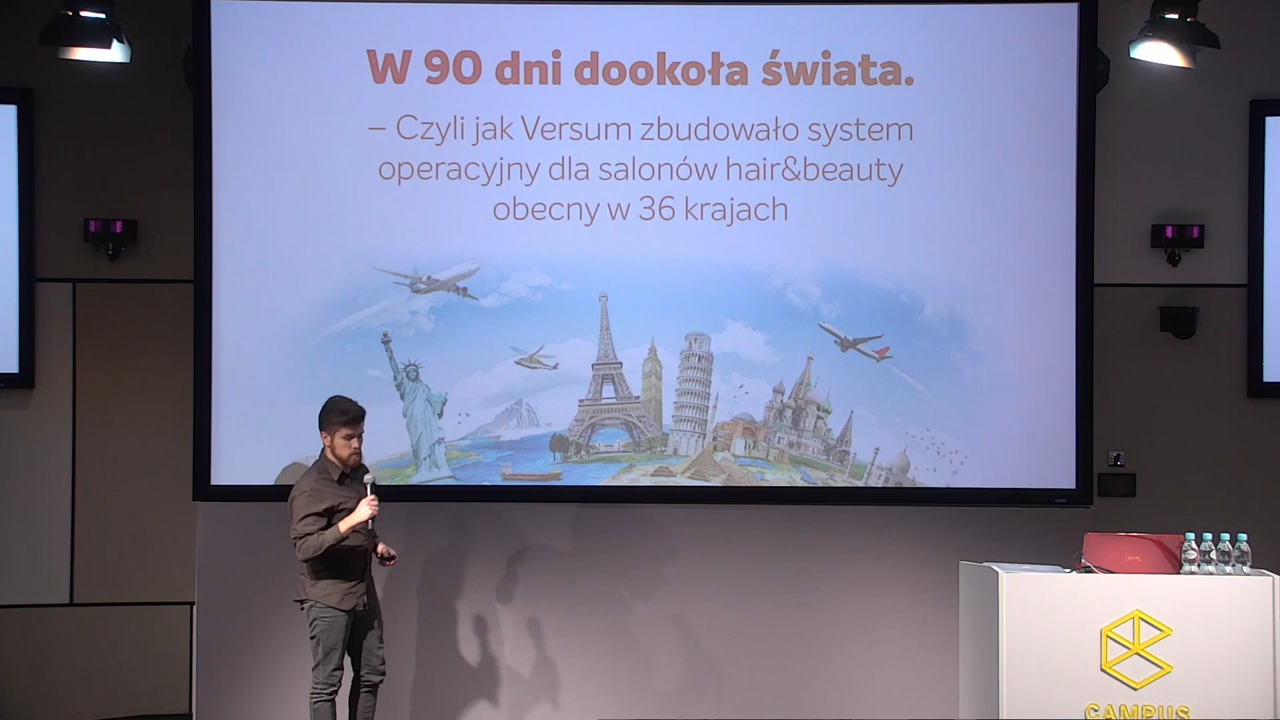 W 90 dni dookoła świata.
– Czyli jak Versum zbudowało system
operacyjny dla salonów hair&beauty
obecny w 36 krajach
CAMPUS